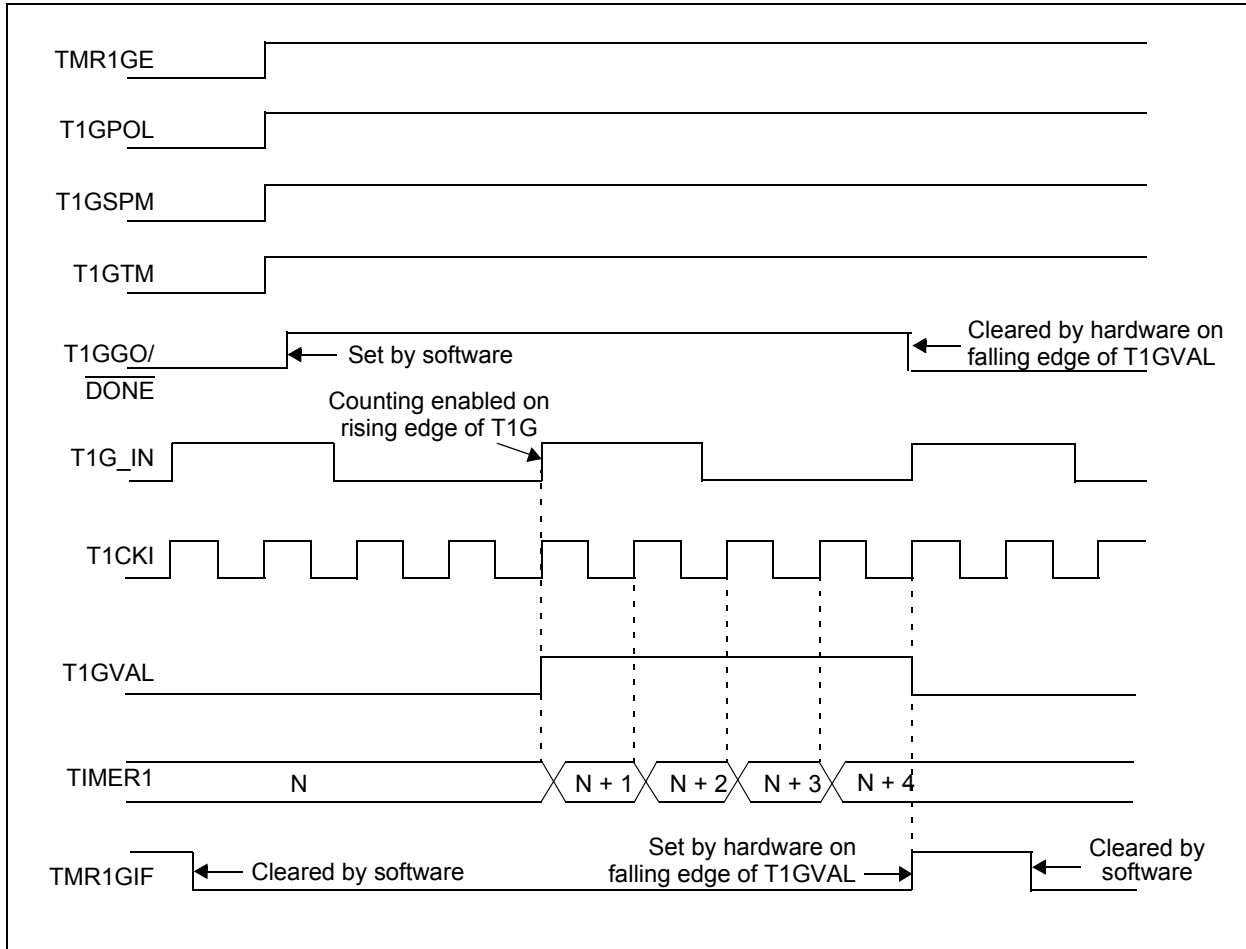 TMR1GE
T1GPOL
T1GSPM
T1GTM
T1GGO/
DONE
Set by software
Cleared by hardware on
falling edge of T1GVAL
Counting enabled on
rising edge of T1G
T1G_IN
T1CKI
T1GVAL
TIMER1
N
N + 1
N + 2
N + 3
N + 4
TMR1GIF
Cleared by software
Set by hardware on
falling edge of T1GVAL
Cleared by
software